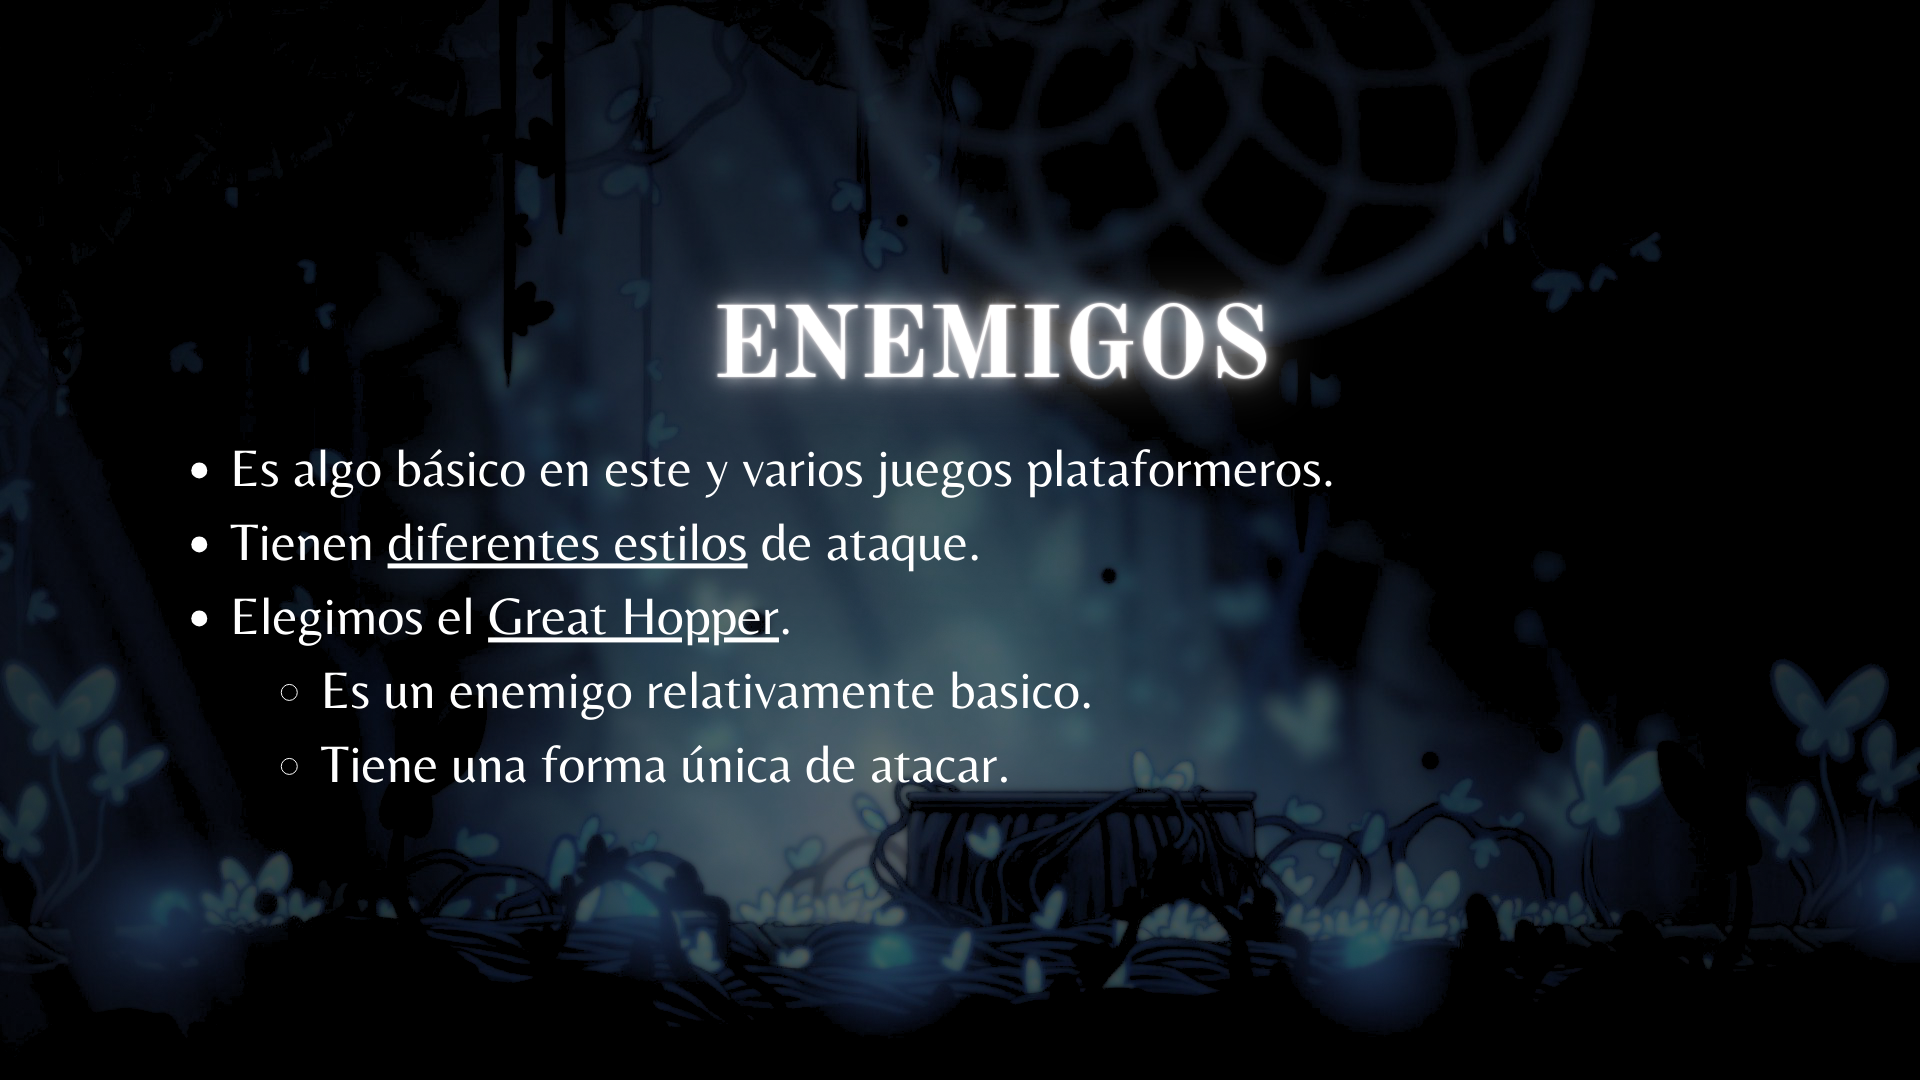 ENEMIGOS
• Es algo básico en este y varios juegos plataformeros.
• Tienen diferentes estilos de ataque.
• Elegimos el Great Hopper.
○ Es un enemigo relativamente basico.
○ Tiene una forma única de atacar.